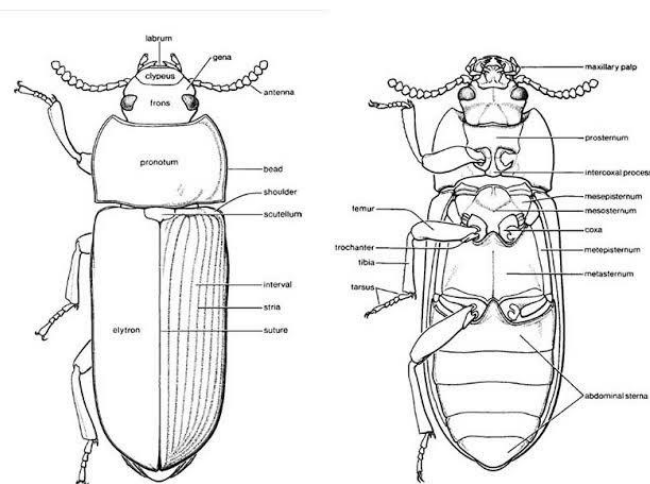 labrum
gena
clypeus
antenna
frons
pronotum
bead
shoulder
scutellum
interval
stria
elytron
suture
maxillary palp
prosternum
intercoxal process
mesepisternum
femur
mesosternum
coxa
trochanter
metepisternum
tibia
metasternum
tarsus
abdominal sterna